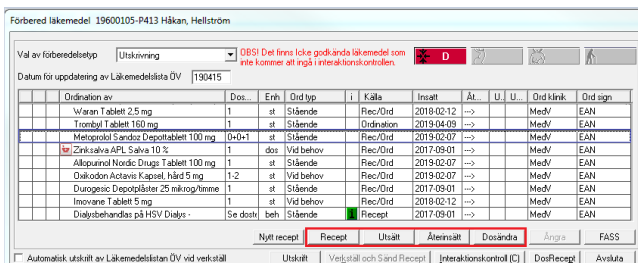 Förbered läkemedel 19600105-P413 Håkan, Hellström
Val av förberedelsetyp Utskrivning OBS! Det finns Icke godkända läkemedel som
inte kommer att ingå i interaktionskontrollen. D
Datum för uppdatering av Läkemedelslista ÖV 190415
Ordination av Dos... Enh Ord typ i Källa Insatt Åt... U.. U... Ord klinik Ord sign
Waran Tablett 2,5 mg 1 st Stående Rec/Ord 2018-02-12 ---> MedV EAN
Trombyl Tablett 160 mg 1 st Stående Ordination 2019-04-09 ---> MedV EAN
Metoprolol Sandoz Depottablett 100 mg 0+0+1 st Stående Rec/Ord 2019-02-07 ---> MedV EAN
Zinksalva APL Salva 10 % 1 dos Vid behov Rec/Ord 2017-09-01 ---> MedV EAN
Allopurinol Nordic Drugs Tablett 100 mg 1 st Stående Rec/Ord 2019-02-07 ---> MedV EAN
Oxikodon Actavis Kapsel, hård 5 mg 1-2 st Vid behov Rec/Ord 2019-02-07 ---> MedV EAN
Durogesic Depotplåster 25 mikrog/timme 1 st Stående Rec/Ord 2017-09-01 ---> MedV EAN
Imovane Tablett 5 mg 1 st Vid behov Rec/Ord 2018-02-12 ---> MedV EAN
Dialysbehandlas på HSV Dialys - Se doste beh Stående i Recept 2017-09-01 ---> MedV EAN
Nytt recept Recept Utsätt Återinsätt Dosändra Ångra FASS
Automatisk utskrift av Läkemedelslistan ÖV vid verkställ Utskrift Verkställ och Sänd Recept Interaktionskontroll (C) DosRecept Avsluta